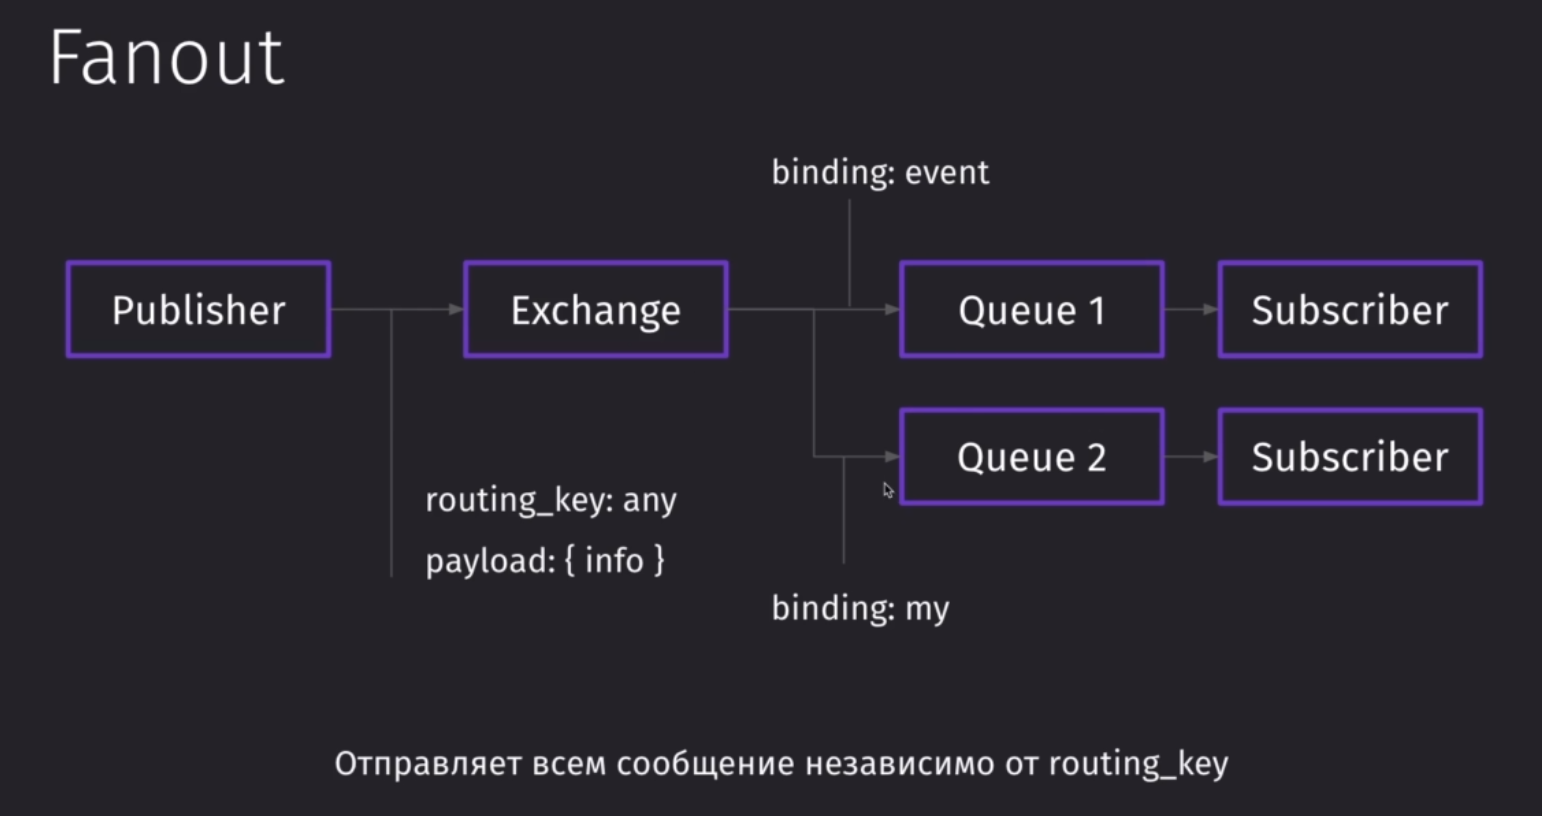 Fanout
binding: event
Publisher
Exchange
Queue 1
Subscriber
Queue 2
Subscriber
routing_key: any
payload: { info }
binding: my
Отправляет всем сообщение независимо от routing_key